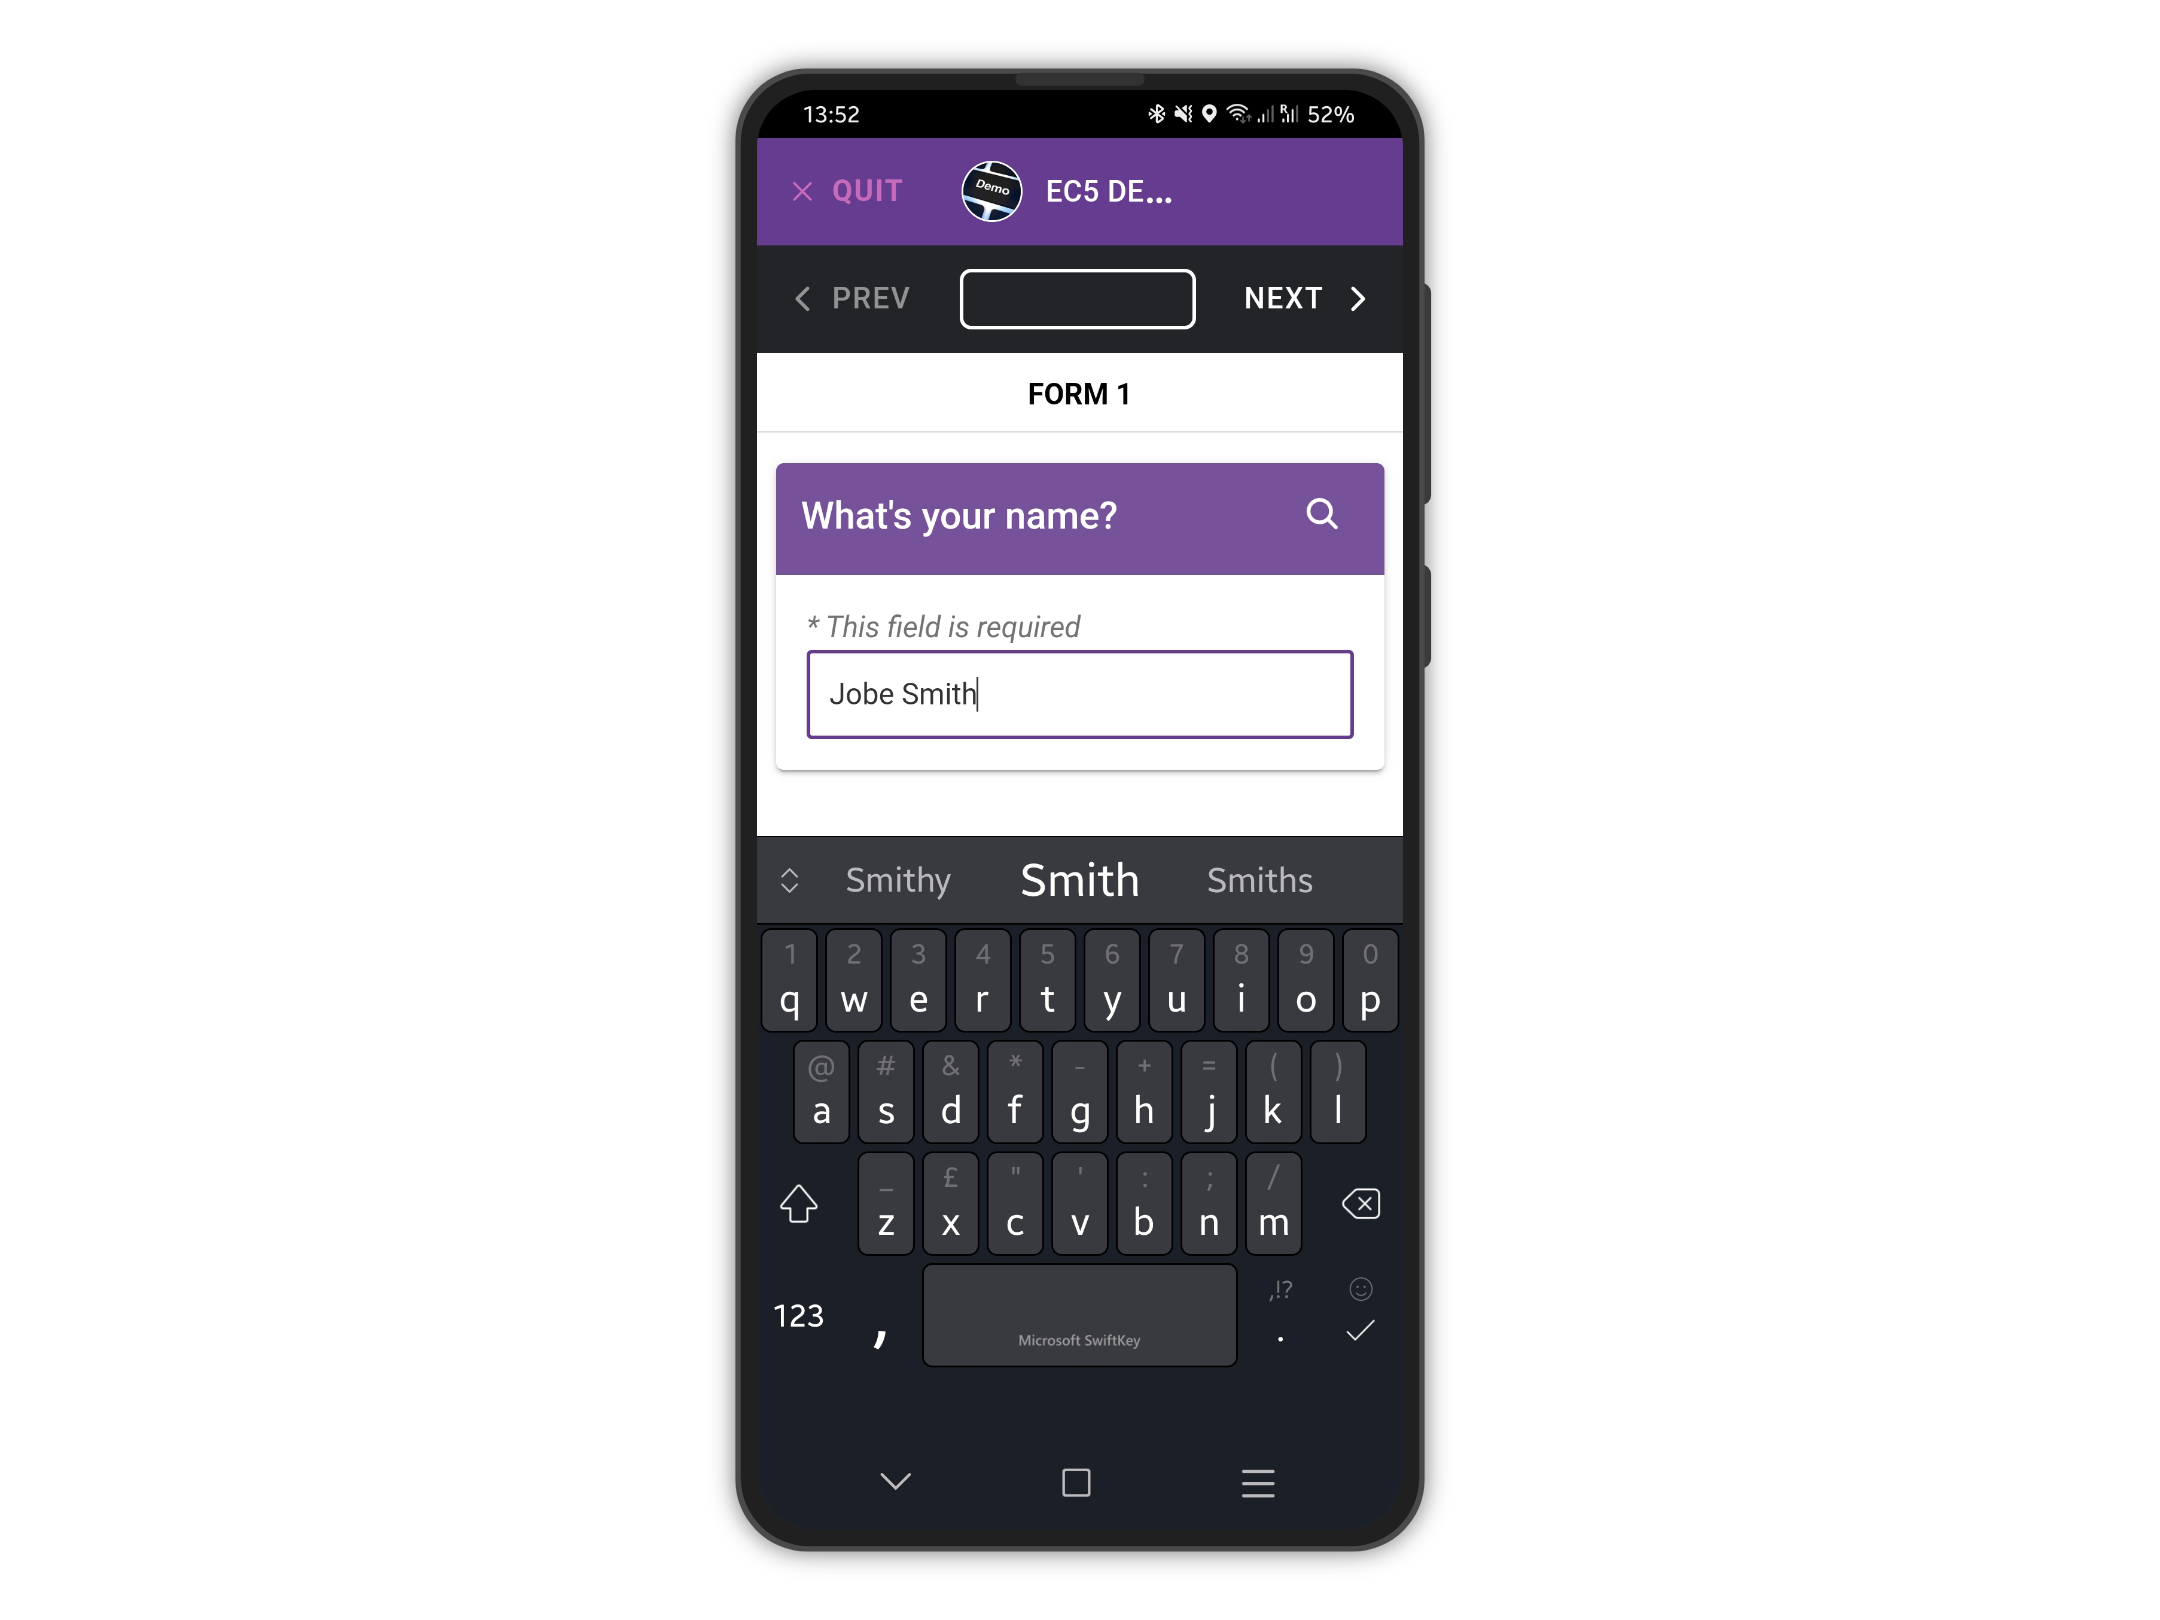 13:52 R 52%
QUIT Demo EC5 DE...
PREV NEXT
FORM 1
What's your name?
* This field is required
Jobe Smith
Smithy Smith Smiths
1 2 3 4 5 6 7 8 9 0
q w e r t y u i o p
@ # & * - + = ( )
a s d f g h j k l
_ £ " ' : ; /
z x c v b n m
,!?
123 , .
Microsoft SwiftKey